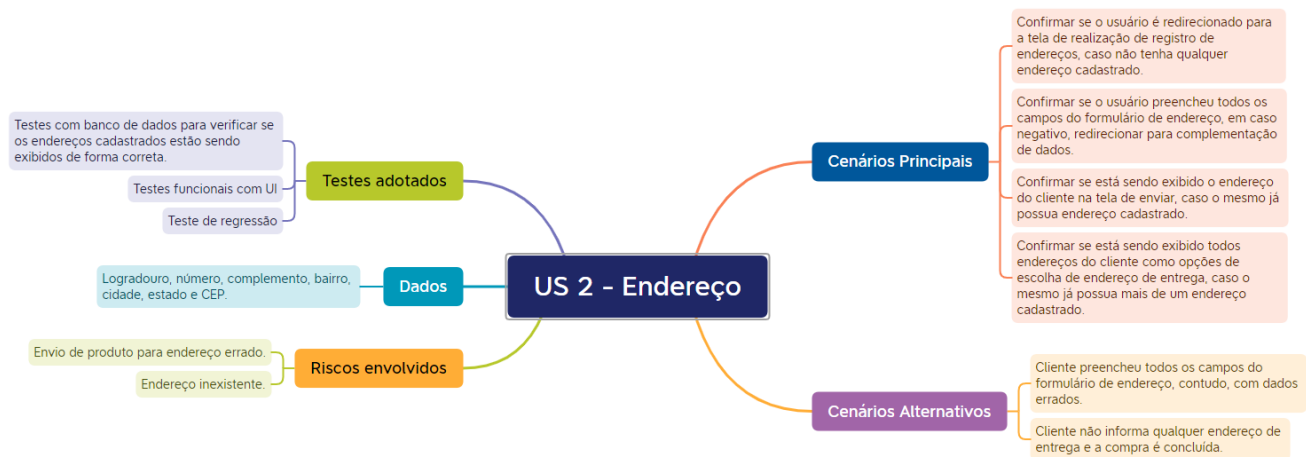 US 2 - Endereço
Cenários Principais
Confirmar se o usuário é redirecionado para
a tela de realização de registro de
endereços, caso não tenha qualquer
endereço cadastrado.
Confirmar se o usuário preencheu todos os
campos do formulário de endereço, em caso
negativo, redirecionar para complementação
de dados.
Confirmar se está sendo exibido o endereço
do cliente na tela de enviar, caso o mesmo já
possua endereço cadastrado.
Confirmar se está sendo exibido todos
endereços do cliente como opções de
escolha de endereço de entrega, caso o
mesmo já possua mais de um endereço
cadastrado.
Cenários Alternativos
Cliente preencheu todos os campos do
formulário de endereço, contudo, com dados
errados.
Cliente não informa qualquer endereço de
entrega e a compra é concluída.
Testes adotados
Testes com banco de dados para verificar se
os endereços cadastrados estão sendo
exibidos de forma correta.
Testes funcionais com UI
Teste de regressão
Dados
Logradouro, número, complemento, bairro,
cidade, estado e CEP.
Riscos envolvidos
Envio de produto para endereço errado.
Endereço inexistente.